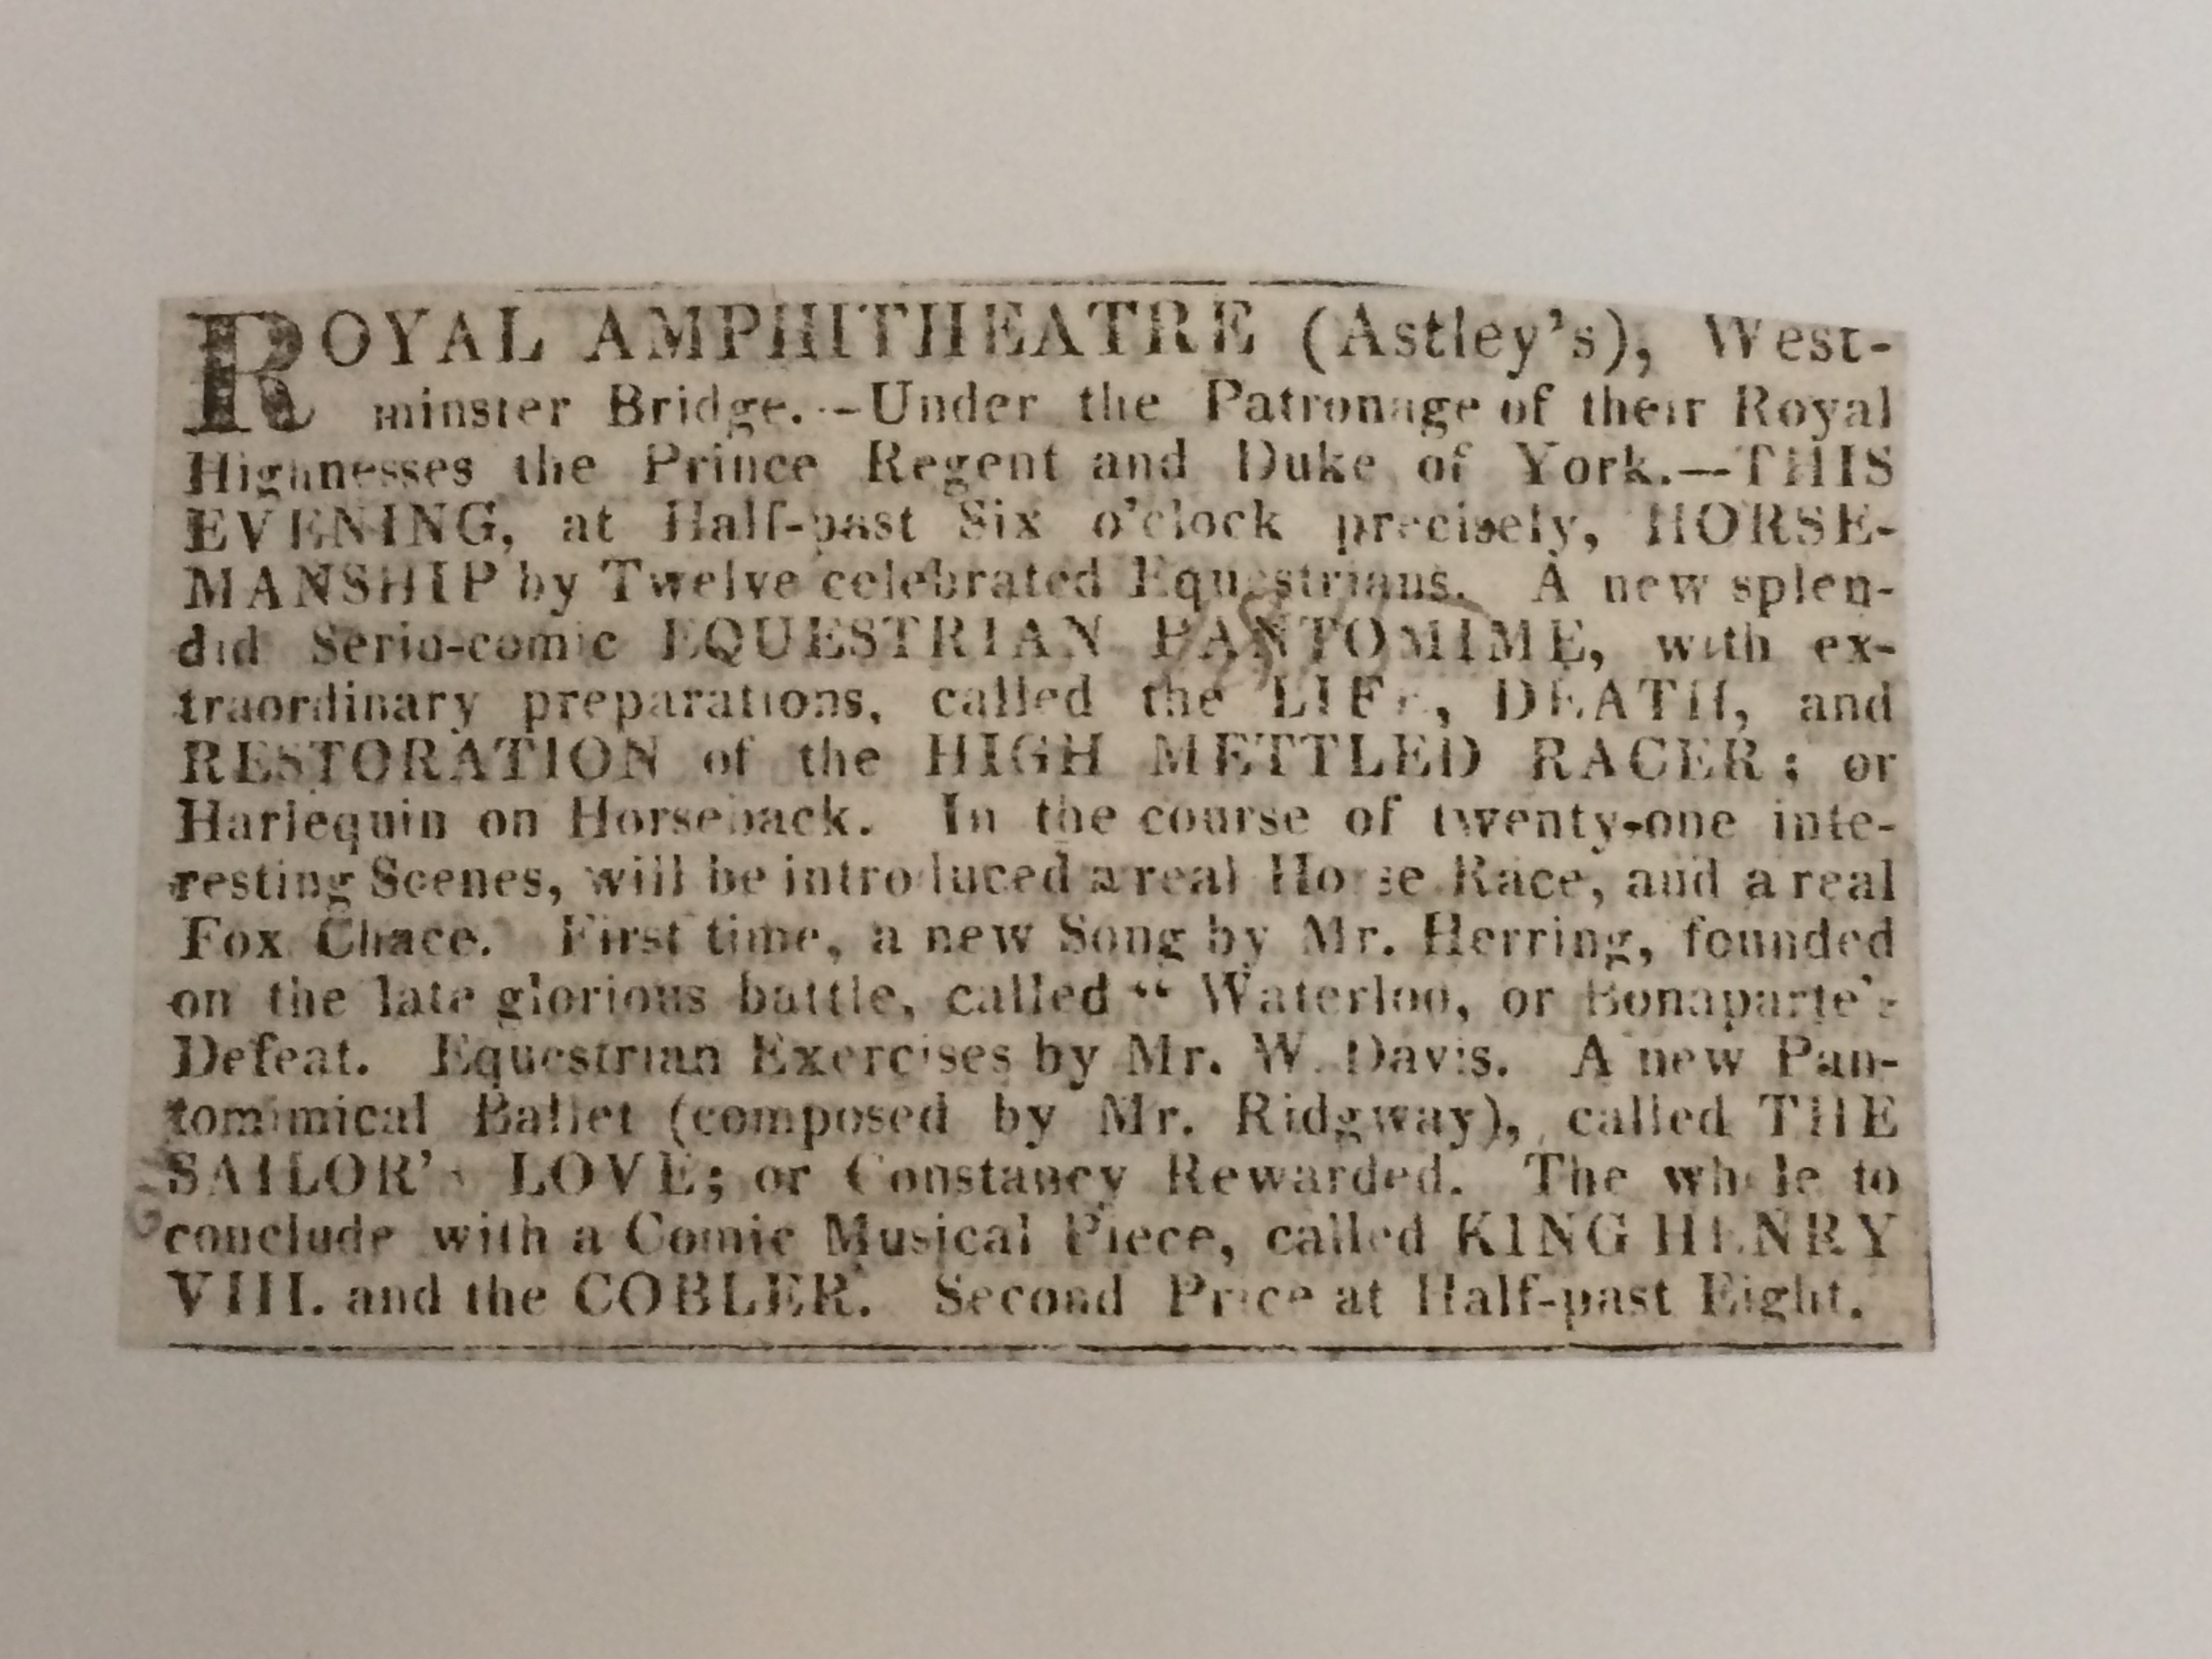 ROYAL AMPHITHEATRE (Astley's), West-
minster Bridge.--Under the Patronage of their Royal
Highnesses the Prince Regent and Duke of York.—THIS
EVENING, at Half-past Six o'clock precisely, HORSE-
MANSHIP by Twelve celebrated Equestrians. A new splen-
did Serio-comic EQUESTRIAN PANTOMIME, with ex-
traordinary preparations, called the LIFE, DEATH, and
RESTORATION of the HIGH METTLED RACER; or
Harlequin on Horseback. In the course of twenty-one inte-
resting Scenes, will be introduced a real Horse Race, and a real
Fox Chace. First time, a new Song by Mr. Herring, founded
on the late glorious battle, called “ Waterloo, or Bonaparte's
Defeat. Equestrian Exercises by Mr. W. Davis. A new Pan-
tomimical Ballet (composed by Mr. Ridgway), called THE
SAILOR'S LOVE; or Constancy Rewarded. The whole to
conclude with a Comic Musical Piece, called KING HENRY
VIII. and the COBLER. Second Price at Half-past Eight.